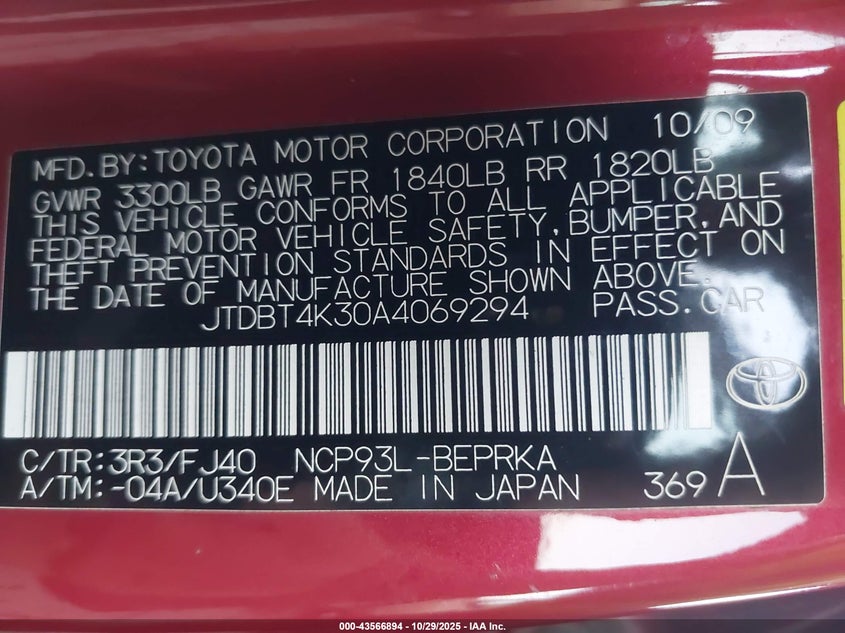 MFD.BY:TOYOTA MOTOR CORPORATION 10/09
GVWR 3300LB GAWR FR 1840LB RR 1820LB
THIS VEHICLE CONFORMS TO ALL APPLICABLE
FEDERAL MOTOR VEHICLE SAFETY,BUMPER,AND
THEFT PREVENTION STANDARDS IN EFFECT ON
THE DATE OF MANUFACTURE SHOWN ABOVE.
JTDBT4K30A4069294 PASS.CAR
C/TR:3R3/FJ40 NCP93L-BEPRKA
A/TM:-04A/U340E MADE IN JAPAN 369 A
000-43566894 / 10/29/2025 / IAA Inc.